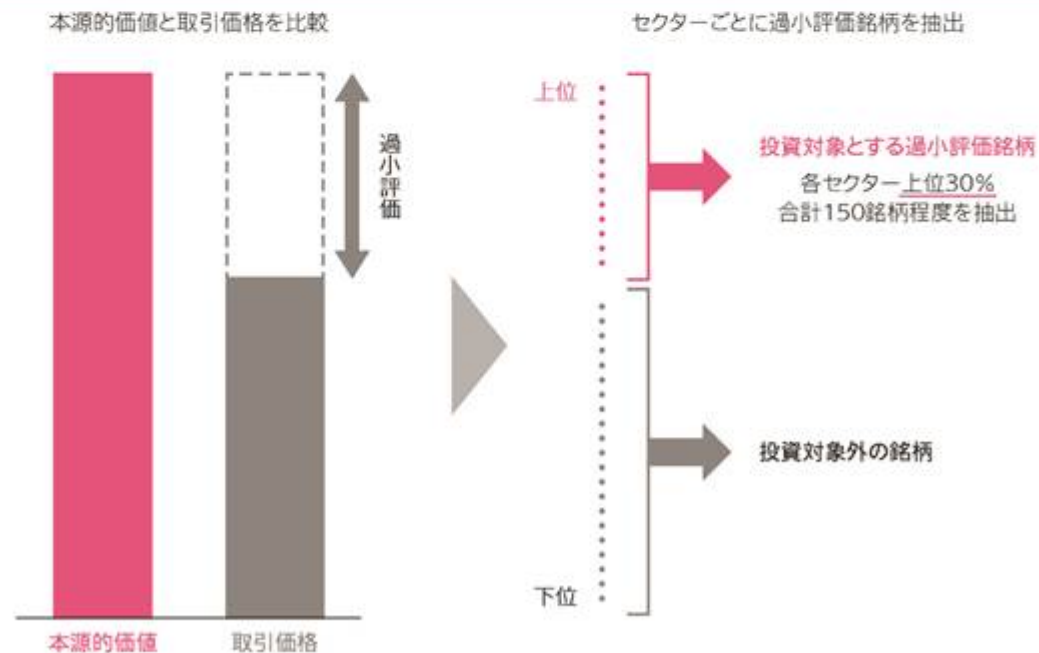 本源的価値と取引価格を比較
過小評価
本源的価値
取引価格
セクターごとに過小評価銘柄を抽出
上位
投資対象とする過小評価銘柄
各セクター上位30%
合計150銘柄程度を抽出
投資対象外の銘柄
下位